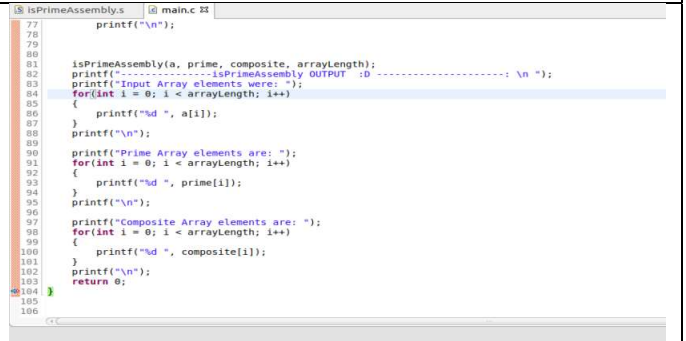 isPrimeAssembly.s main.c
77 printf("\n");
78
79
80
81 isPrimeAssembly(a, prime, composite, arrayLength);
82 printf("--------------isPrimeAssembly OUTPUT :D --------------------: \n ");
83 printf("Input Array elements were: ");
84 for(int i = 0; i < arrayLength; i++)
85 {
86 printf("%d ", a[i]);
87 }
88 printf("\n");
89
90 printf("Prime Array elements are: ");
91 for(int i = 0; i < arrayLength; i++)
92 {
93 printf("%d ", prime[i]);
94 }
95 printf("\n");
96
97 printf("Composite Array elements are: ");
98 for(int i = 0; i < arrayLength; i++)
99 {
100 printf("%d ", composite[i]);
101 }
102 printf("\n");
103 return 0;
104 }
105
106